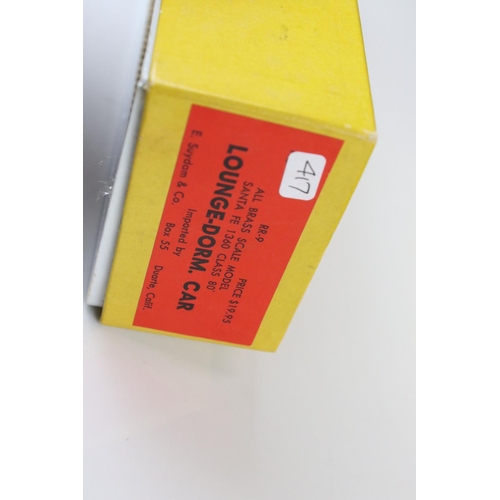 417
RR-9 PRICE $19.95
ALL BRASS SCALE MODEL
SANTA FE 1360 CLASS 80'
LOUNGE-DORM. CAR
Imported by
E. Suydam & Co. Box 55 Duarte, Calif.